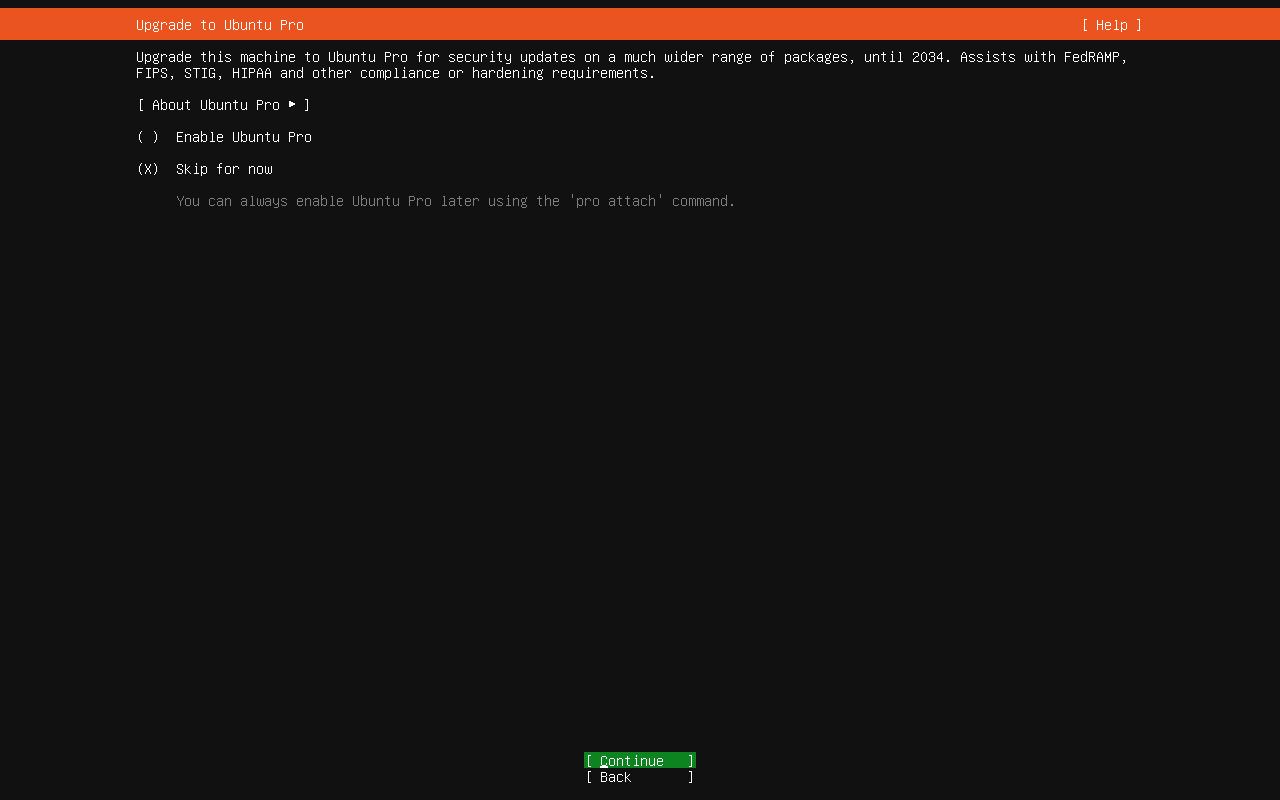 Upgrade to Ubuntu Pro [ Help ]
Upgrade this machine to Ubuntu Pro for security updates on a much wider range of packages, until 2034. Assists with FedRAMP,
FIPS, STIG, HIPAA and other compliance or hardening requirements.
[ About Ubuntu Pro ▸ ]
( ) Enable Ubuntu Pro
(X) Skip for now
You can always enable Ubuntu Pro later using the 'pro attach' command.
[ Continue ]
[ Back ]